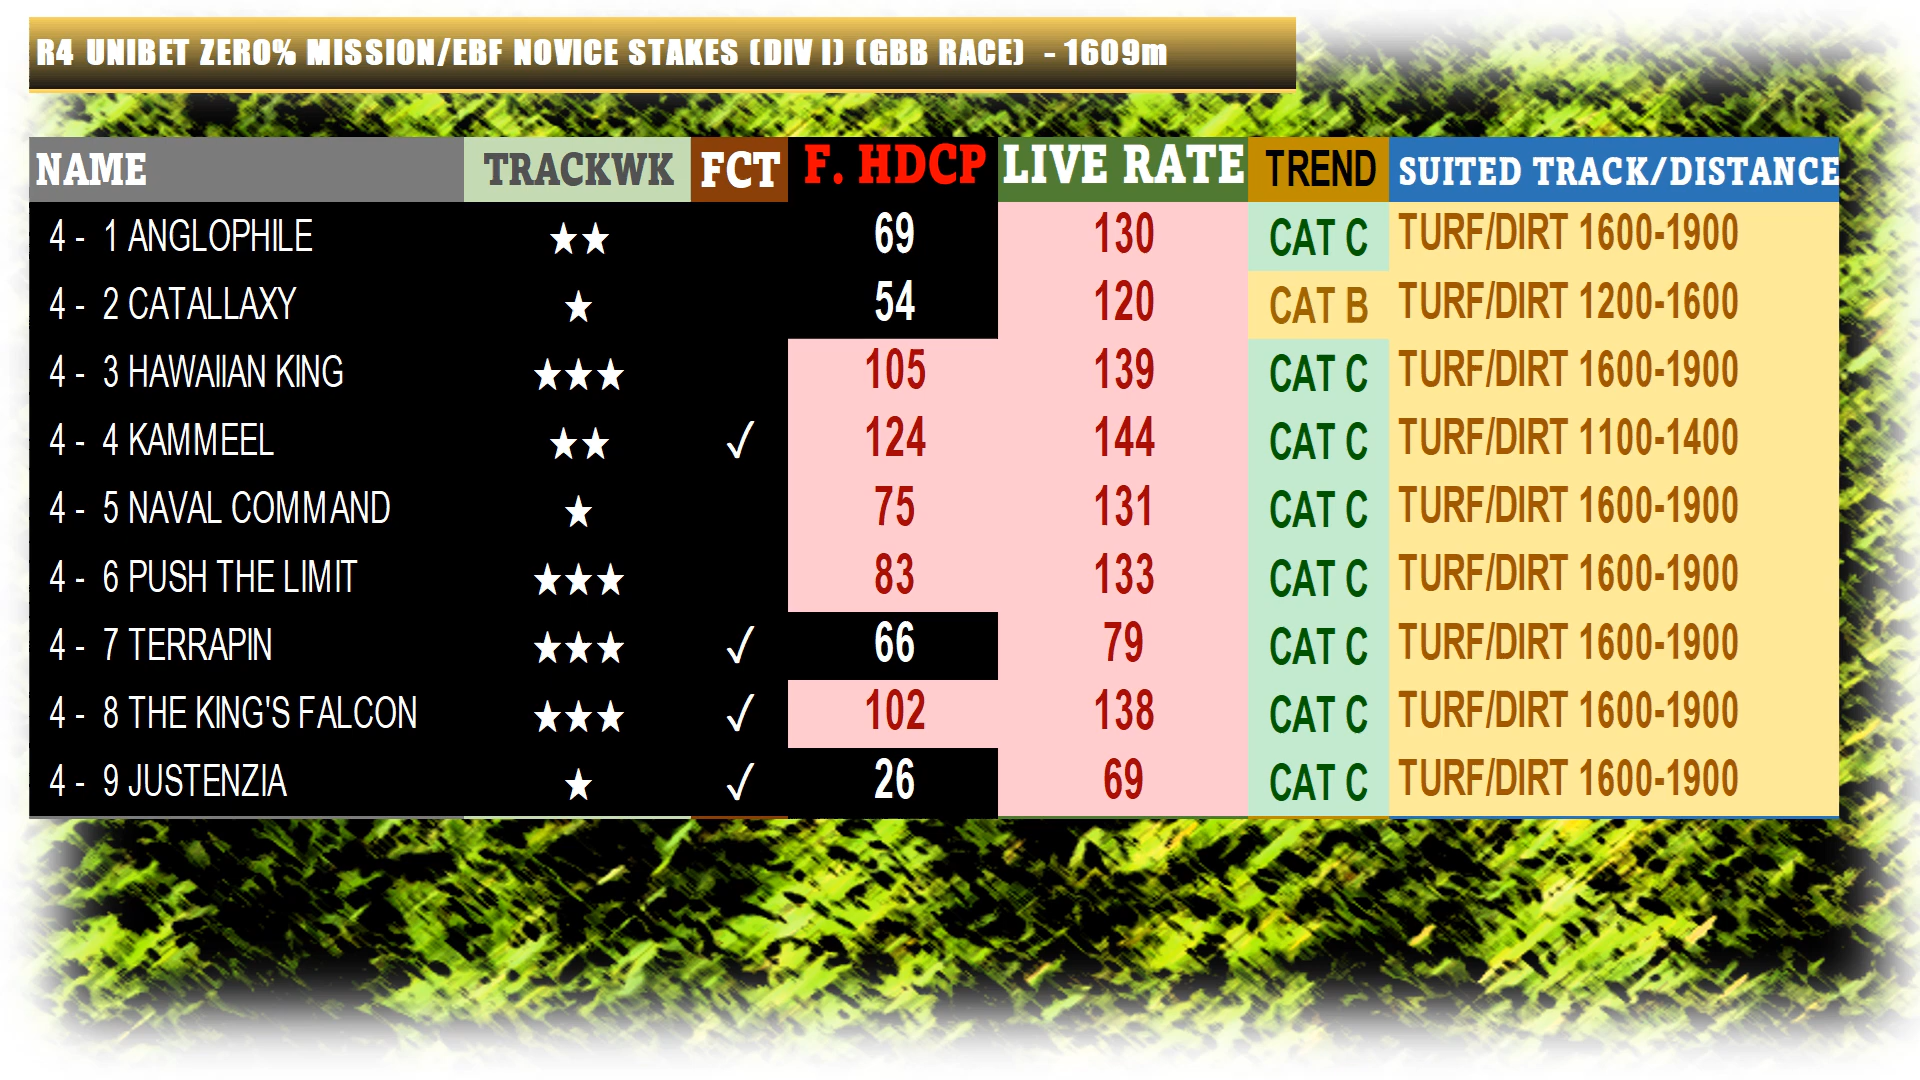 R4 UNIBET ZERO% MISSION/EBF NOVICE STAKES (DIV I) (GBB RACE) - 1609m
NAME TRACKWK FCT F. HDCP LIVE RATE TREND SUITED TRACK/DISTANCE
4 - 1 ANGLOPHILE ★★ 69 130 CAT C TURF/DIRT 1600-1900
4 - 2 CATALLAXY ★ 54 120 CAT B TURF/DIRT 1200-1600
4 - 3 HAWAIIAN KING ★★★ 105 139 CAT C TURF/DIRT 1600-1900
4 - 4 KAMMEEL ★★ ✓ 124 144 CAT C TURF/DIRT 1100-1400
4 - 5 NAVAL COMMAND ★ 75 131 CAT C TURF/DIRT 1600-1900
4 - 6 PUSH THE LIMIT ★★★ 83 133 CAT C TURF/DIRT 1600-1900
4 - 7 TERRAPIN ★★★ ✓ 66 79 CAT C TURF/DIRT 1600-1900
4 - 8 THE KING'S FALCON ★★★ ✓ 102 138 CAT C TURF/DIRT 1600-1900
4 - 9 JUSTENZIA ★ ✓ 26 69 CAT C TURF/DIRT 1600-1900